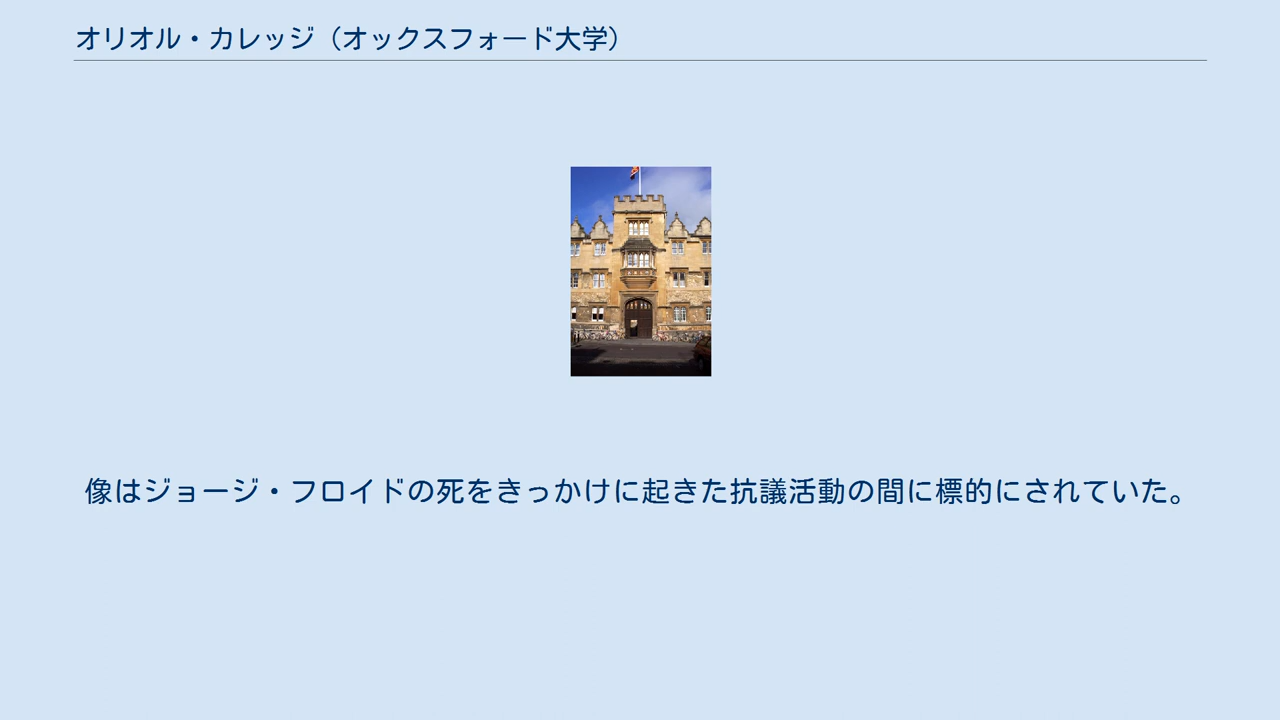 オリオル・カレッジ（オックスフォード大学）
像はジョージ・フロイドの死をきっかけに起きた抗議活動の間に標的にされていた。